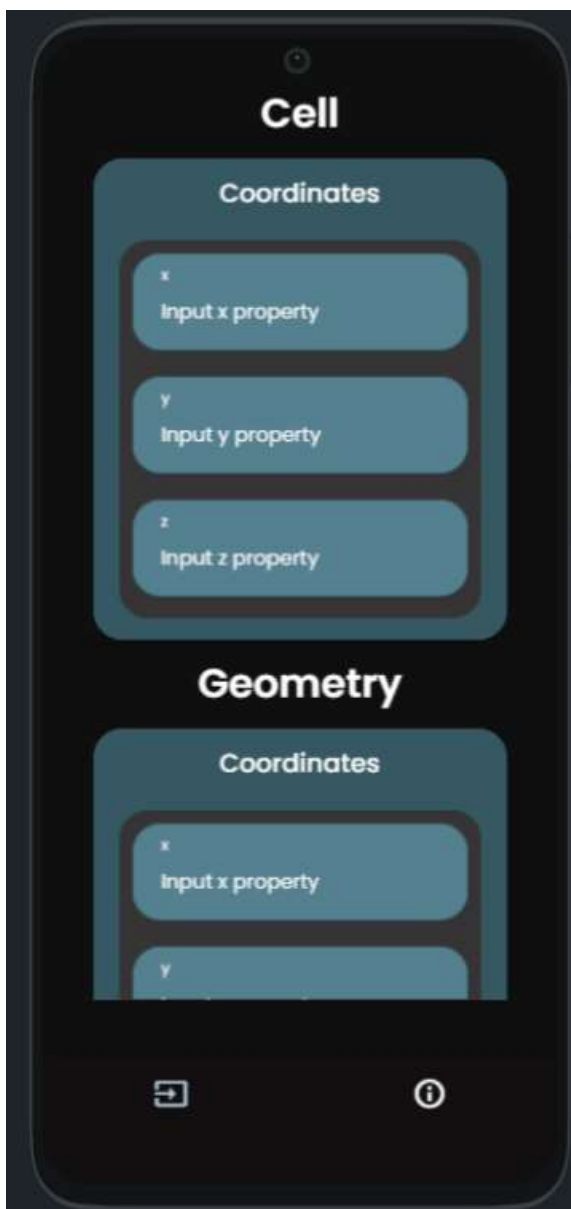 Cell
Coordinates
x
Input x property
y
Input y property
z
Input z property
Geometry
Coordinates
x
Input x property
y